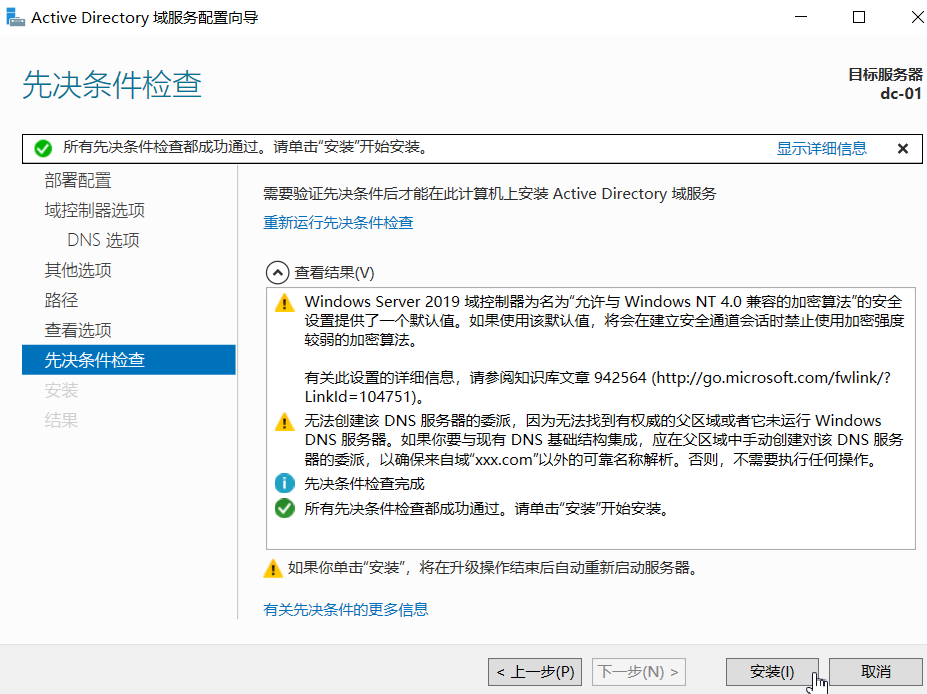 Active Directory 域服务配置向导
先决条件检查
目标服务器
dc-01
所有先决条件检查都成功通过。请单击“安装”开始安装。
显示详细信息
部署配置
域控制器选项
DNS 选项
其他选项
路径
查看选项
先决条件检查
安装
结果
需要验证先决条件后才能在此计算机上安装 Active Directory 域服务
重新运行先决条件检查
查看结果(V)
Windows Server 2019 域控制器为名为“允许与 Windows NT 4.0 兼容的加密算法”的安全
设置提供了一个默认值。如果使用该默认值，将会在建立安全通道会话时禁止使用加密强度
较弱的加密算法。
有关此设置的详细信息，请参阅知识库文章 942564 (http://go.microsoft.com/fwlink/?
LinkId=104751)。
无法创建该 DNS 服务器的委派，因为无法找到有权威的父区域或者它未运行 Windows
DNS 服务器。如果你要与现有 DNS 基础结构集成，应在父区域中手动创建对该 DNS 服务
器的委派，以确保来自域“xxx.com”以外的可靠名称解析。否则，不需要执行任何操作。
先决条件检查完成
所有先决条件检查都成功通过。请单击“安装”开始安装。
如果你单击“安装”，将在升级操作结束后自动重新启动服务器。
有关先决条件的更多信息
< 上一步(P)
下一步(N) >
安装(I)
取消